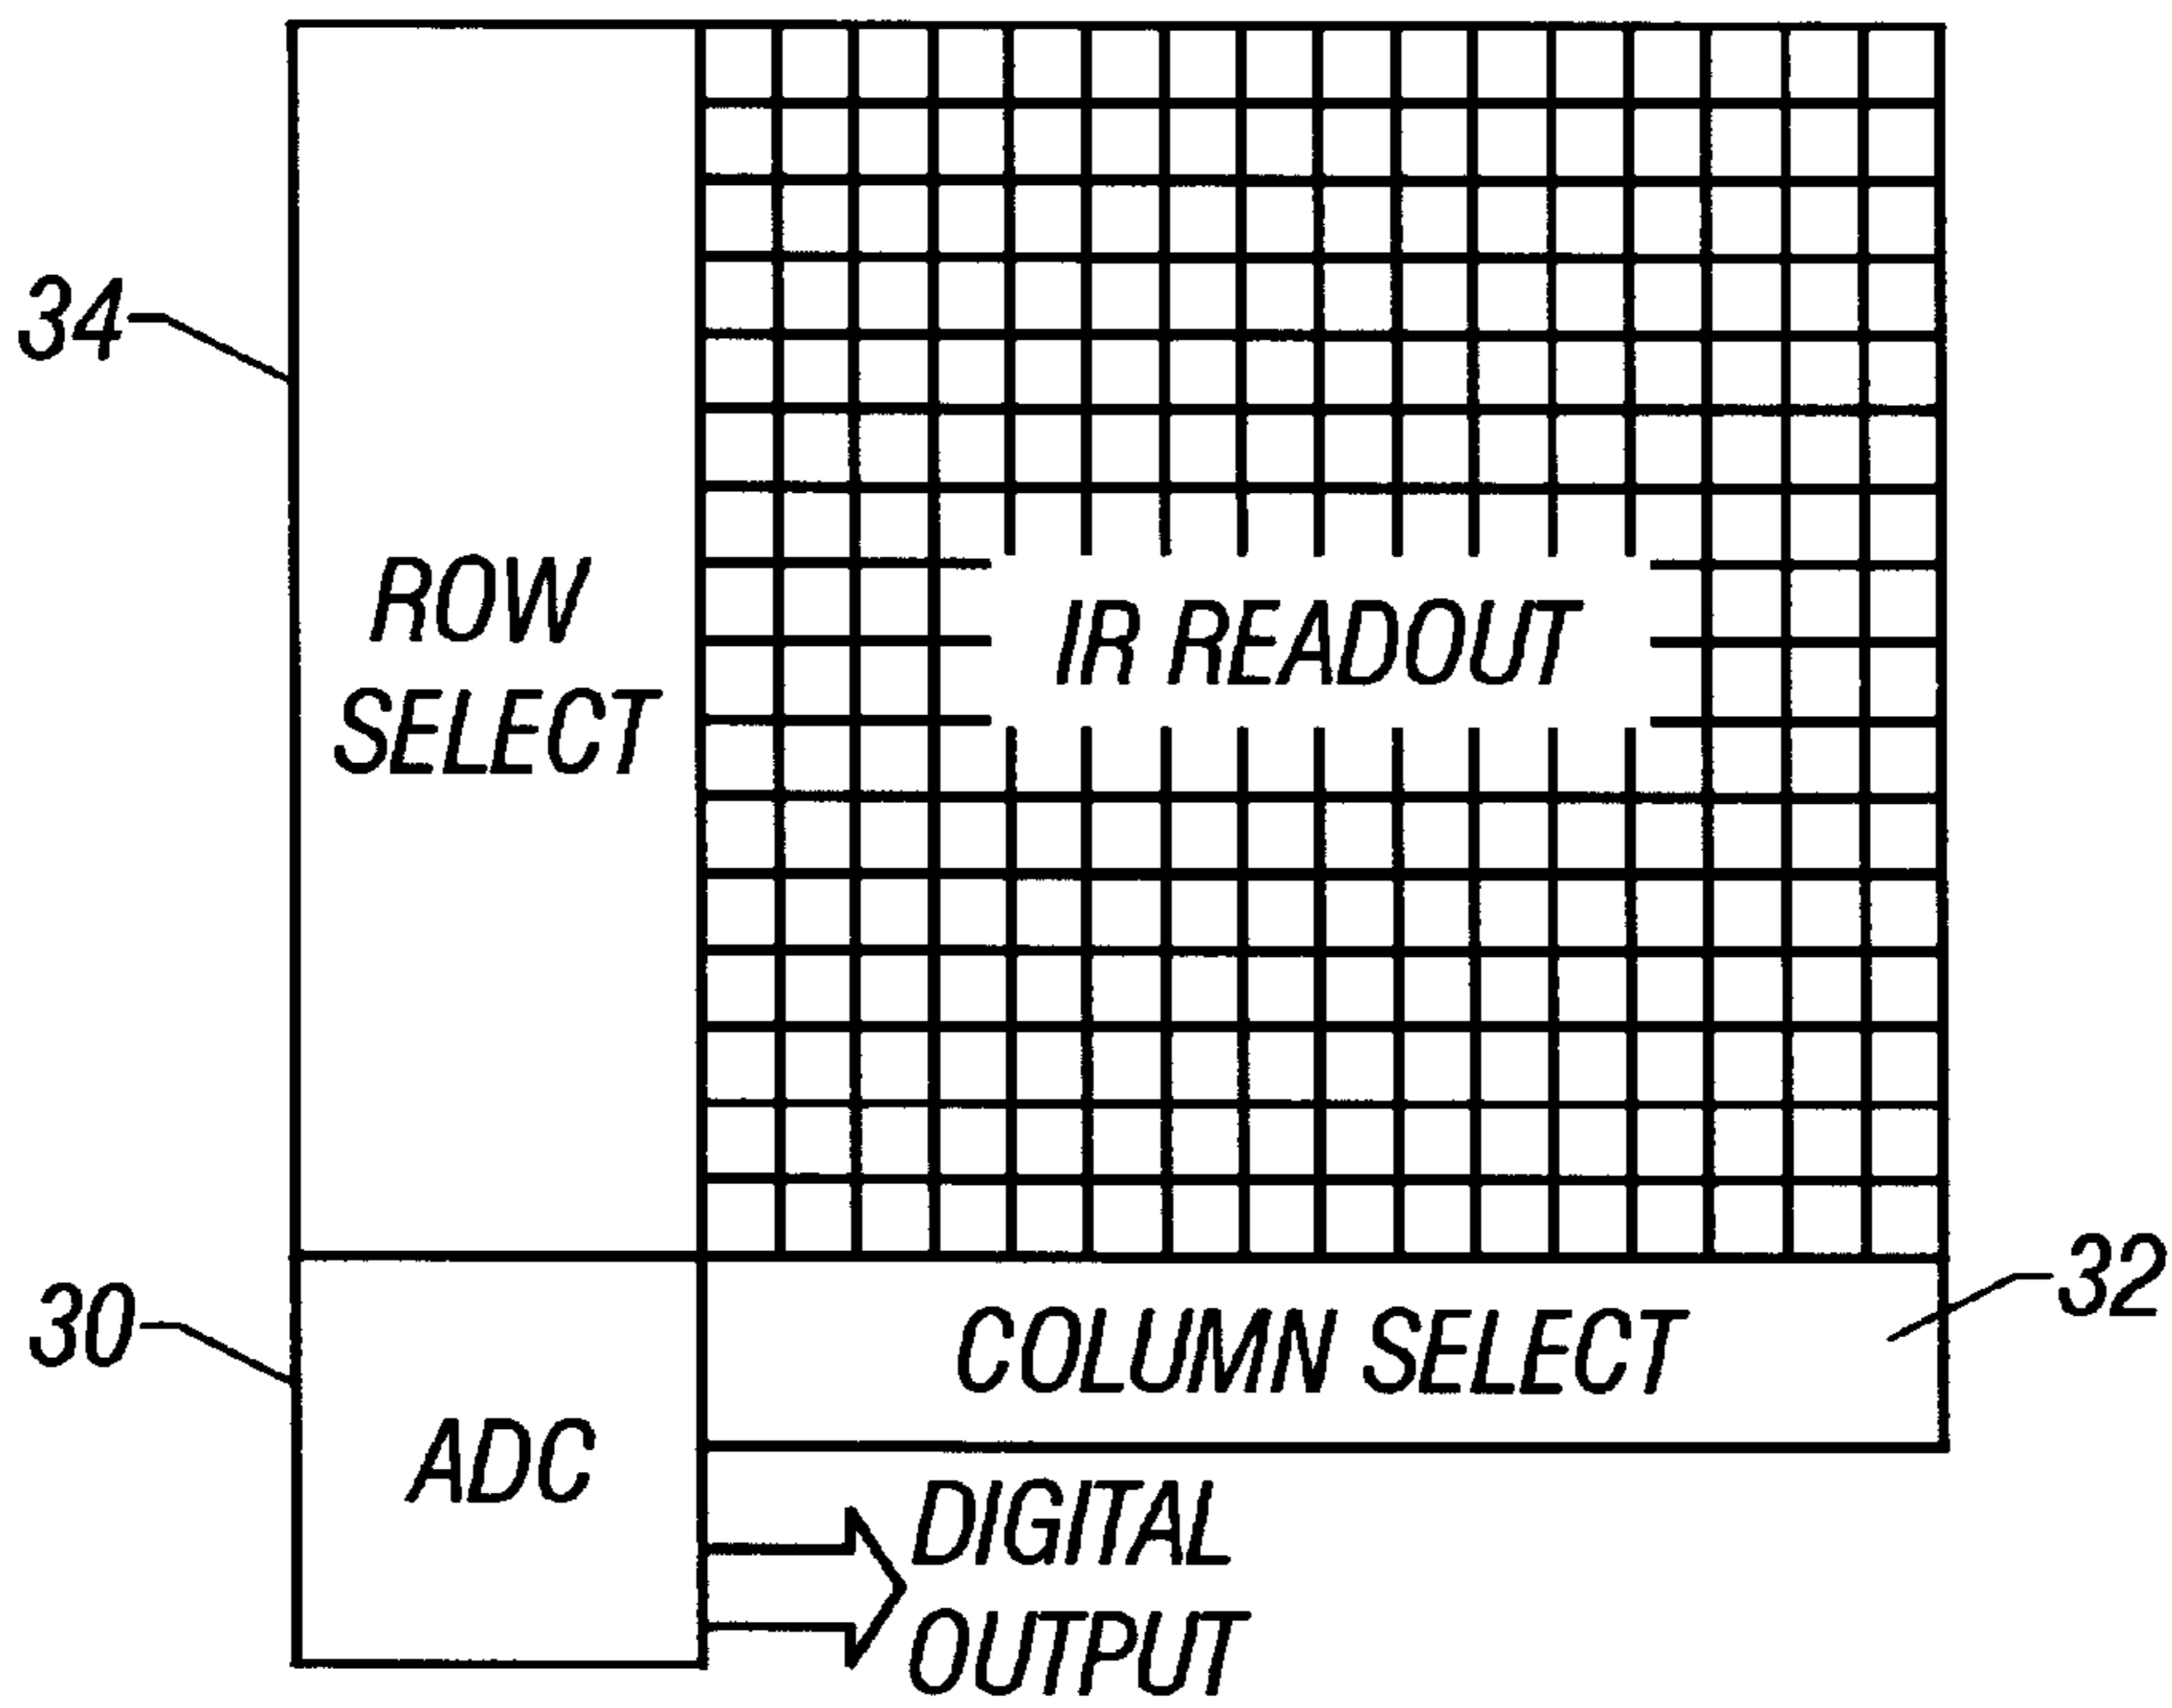 34
ROW
SELECT
IR READOUT
30
ADC
COLUMN SELECT
32
DIGITAL
OUTPUT